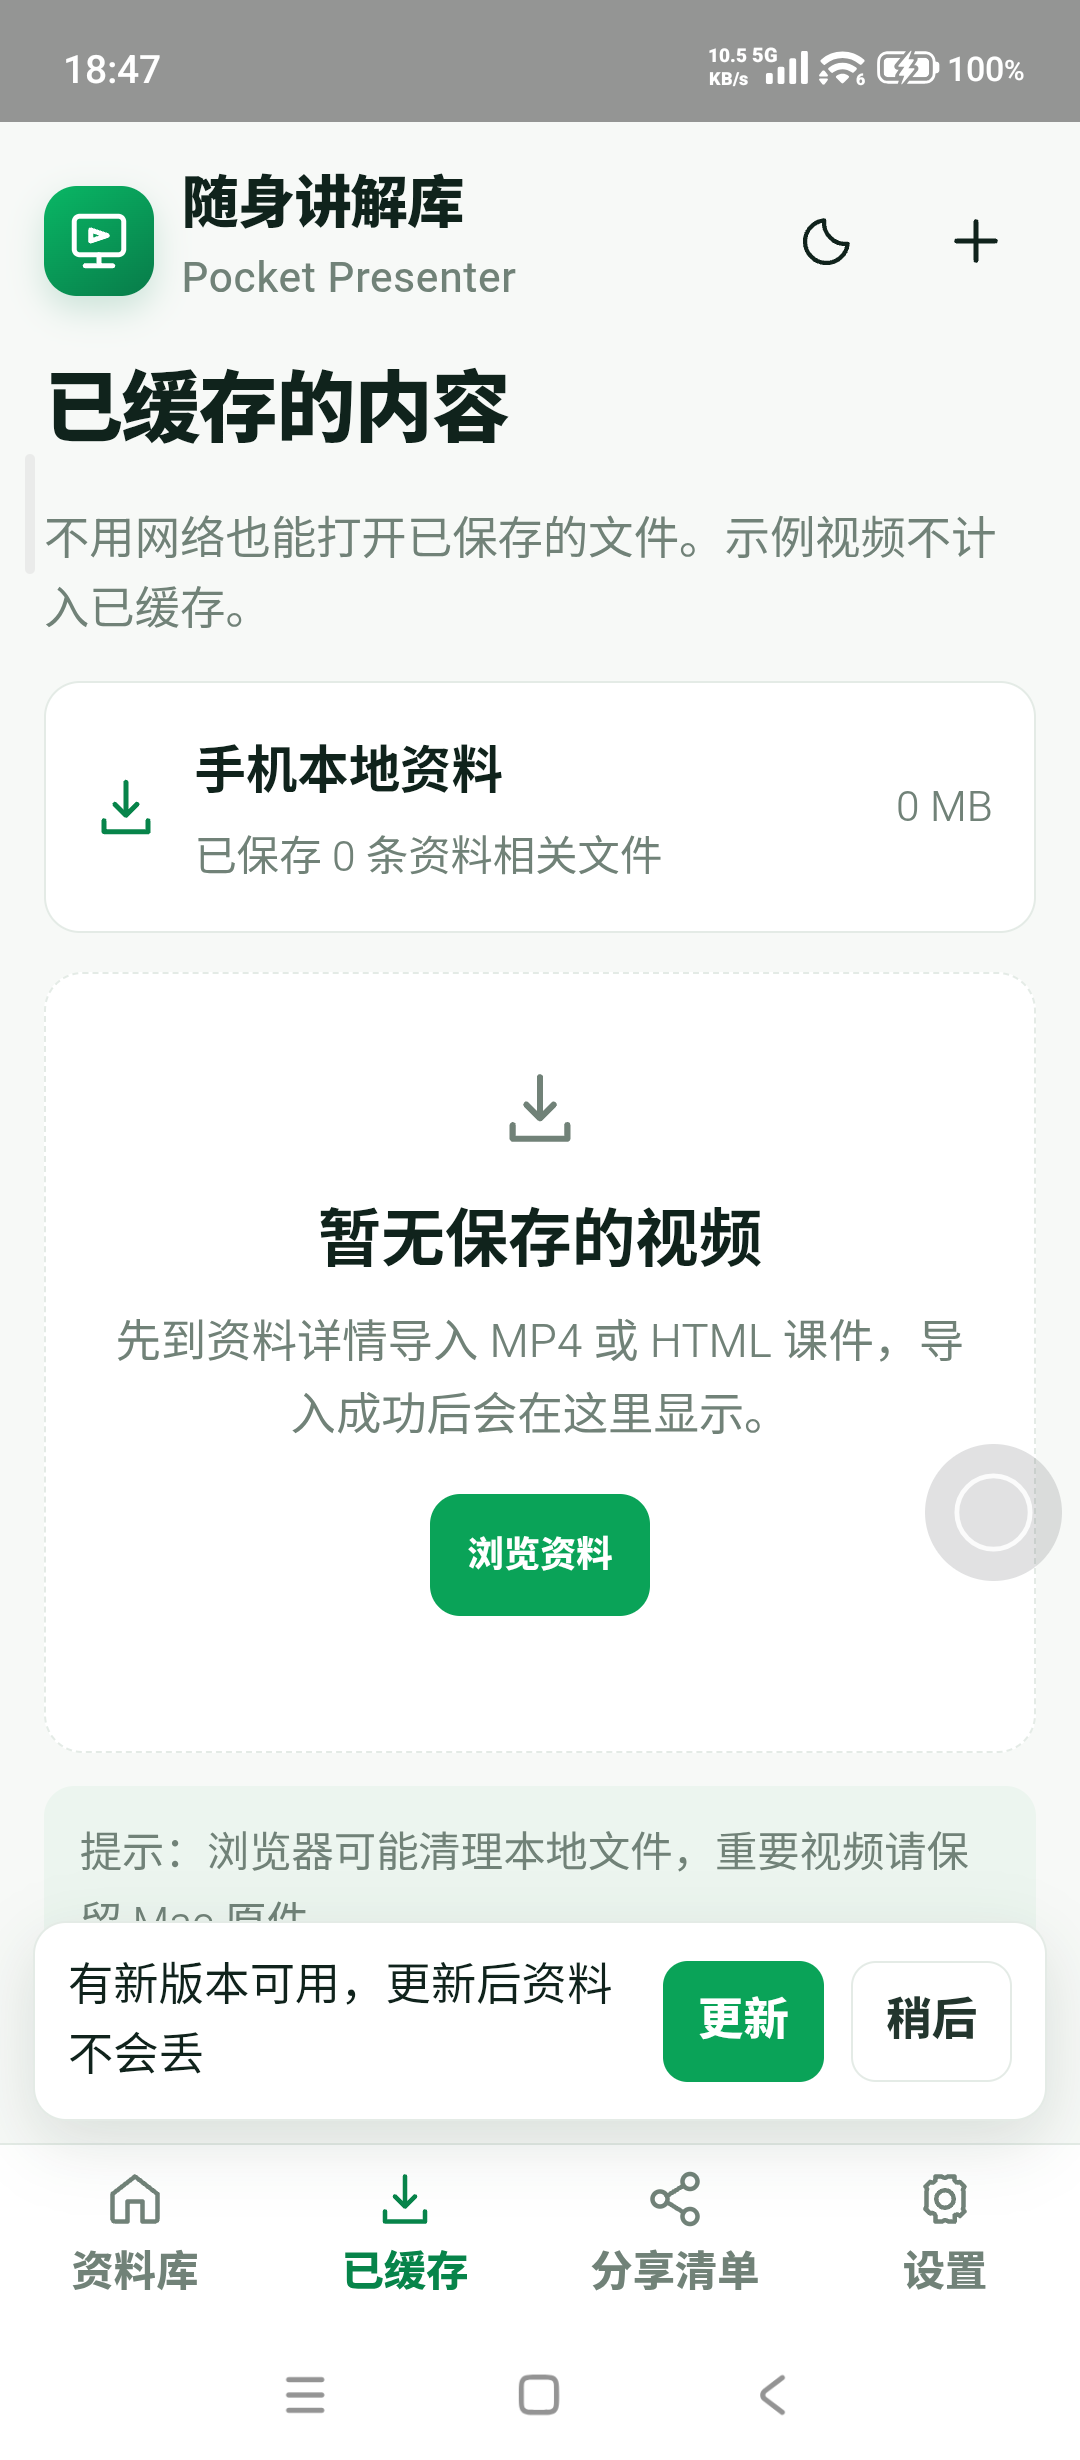 18:47
10.5 5G
KB/s
6
100%
随身讲解库
Pocket Presenter
已缓存的内容
不用网络也能打开已保存的文件。示例视频不计
入已缓存。
手机本地资料
已保存 0 条资料相关文件
0 MB
暂无保存的视频
先到资料详情导入 MP4 或 HTML 课件，导
入成功后会在这里显示。
浏览资料
提示：浏览器可能清理本地文件，重要视频请保
留 Mac 原件
有新版本可用，更新后资料
不会丢
更新
稍后
资料库
已缓存
分享清单
设置